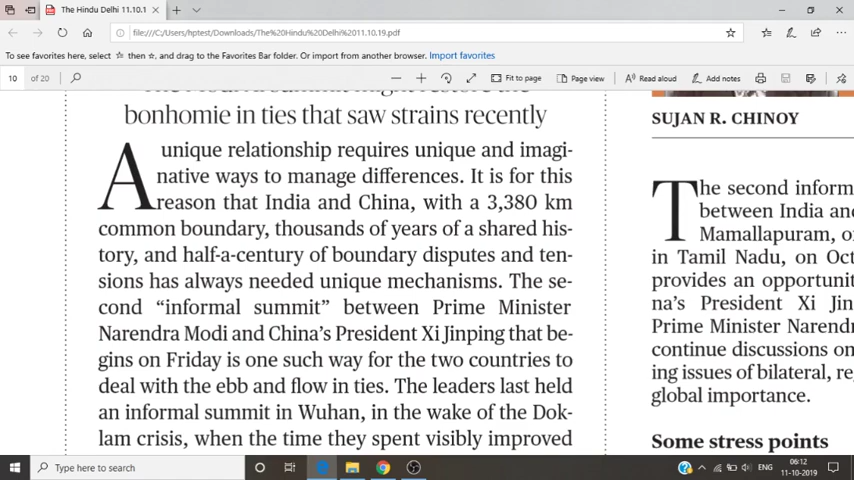 The Hindu Delhi 11.10.1
file:///C:/Users/hptest/Downloads/The%20Hindu%20Delhi%2011.10.19.pdf
To see favorites here, select then ☆, and drag to the Favorites Bar folder. Or import from another browser. Import favorites
10 of 20
Fit to page
Page view
Read aloud
Add notes
bonhomie in ties that saw strains recently
A unique relationship requires unique and imagi-
native ways to manage differences. It is for this
reason that India and China, with a 3,380 km
common boundary, thousands of years of a shared his-
tory, and half-a-century of boundary disputes and ten-
sions has always needed unique mechanisms. The se-
cond “informal summit” between Prime Minister
Narendra Modi and China’s President Xi Jinping that be-
gins on Friday is one such way for the two countries to
deal with the ebb and flow in ties. The leaders last held
an informal summit in Wuhan, in the wake of the Dok-
lam crisis, when the time they spent visibly improved
SUJAN R. CHINOY
The second inform
between India and
Mamallapuram, o
in Tamil Nadu, on Oct
provides an opportunit
na’s President Xi Jin
Prime Minister Narend
continue discussions on
ing issues of bilateral, re
global importance.
Some stress points
Type here to search
ENG
06:12
11-10-2019